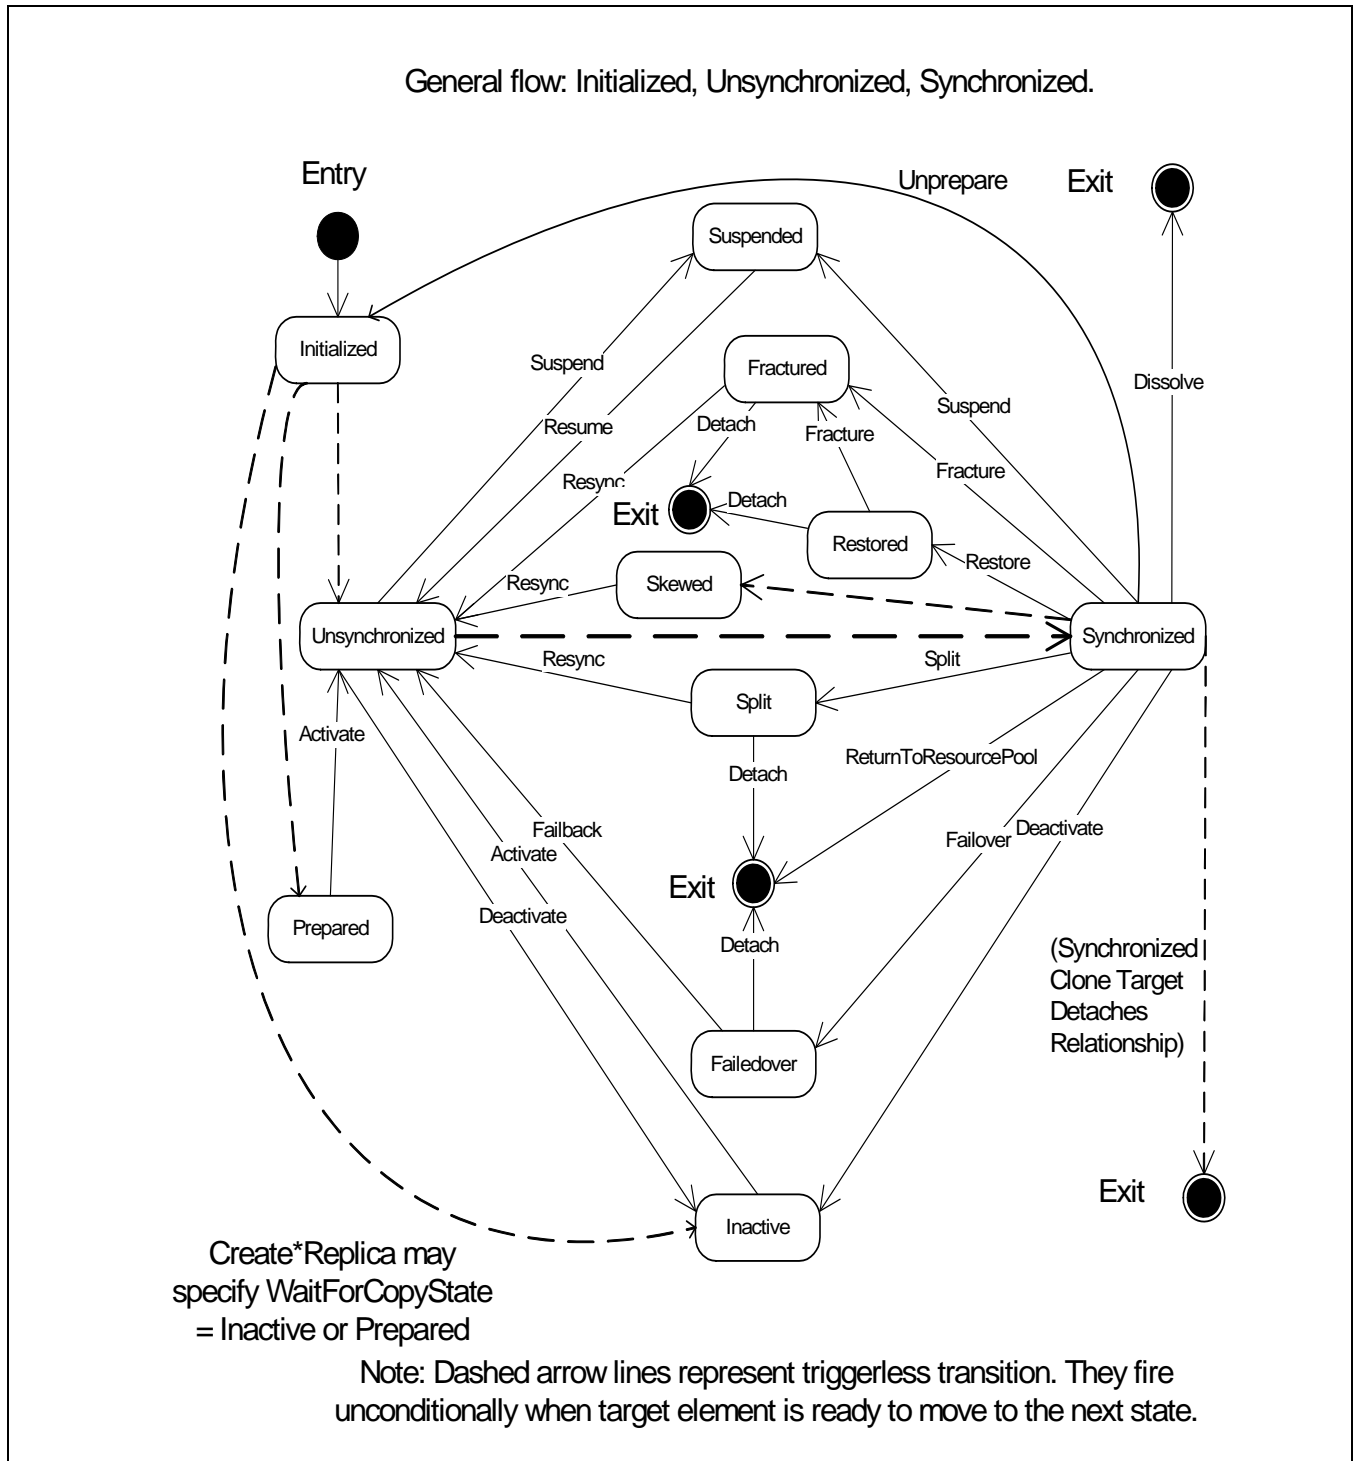 General flow: Initialized, Unsynchronized, Synchronized.
Entry
Unprepare
Exit
Suspended
Initialized
Suspend
Fractured
Dissolve
Resume
Detach
Fracture
Suspend
Resync
Fracture
Exit
Detach
Restored
Restore
Resync
Skewed
Unsynchronized
Synchronized
Resync
Split
Split
Activate
ReturnToResourcePool
Detach
Failback
Activate
Failover
Deactivate
Exit
Prepared
Deactivate
Detach
(Synchronized
Clone Target
Detaches
Relationship)
Failedover
Exit
Inactive
Create*Replica may
specify WaitForCopyState
= Inactive or Prepared
Note: Dashed arrow lines represent triggerless transition. They fire
unconditionally when target element is ready to move to the next state.